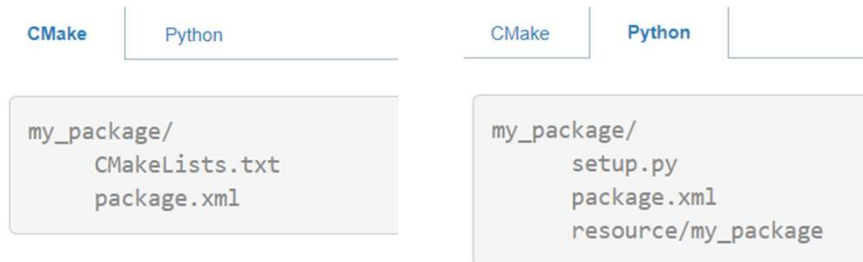 CMake Python
my_package/
CMakeLists.txt
package.xml
CMake Python
my_package/
setup.py
package.xml
resource/my_package